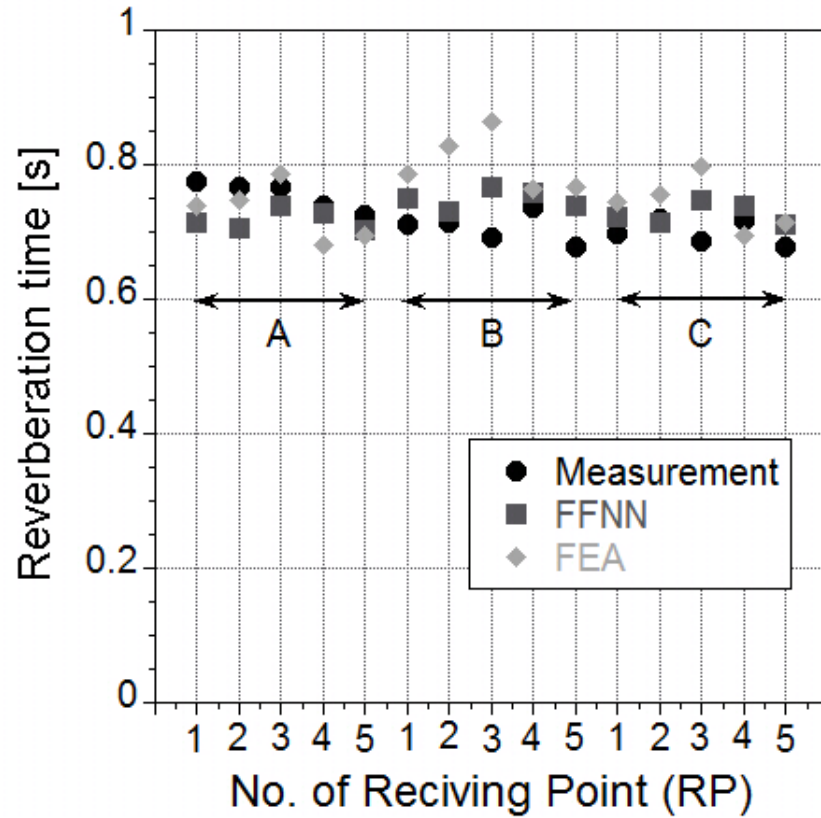 1
0.8
0.6
0.4
0.2
0
Reverberation time [s]
A B C
Measurement
FFNN
FEA
1 2 3 4 5 1 2 3 4 5 1 2 3 4 5
No. of Reciving Point (RP)